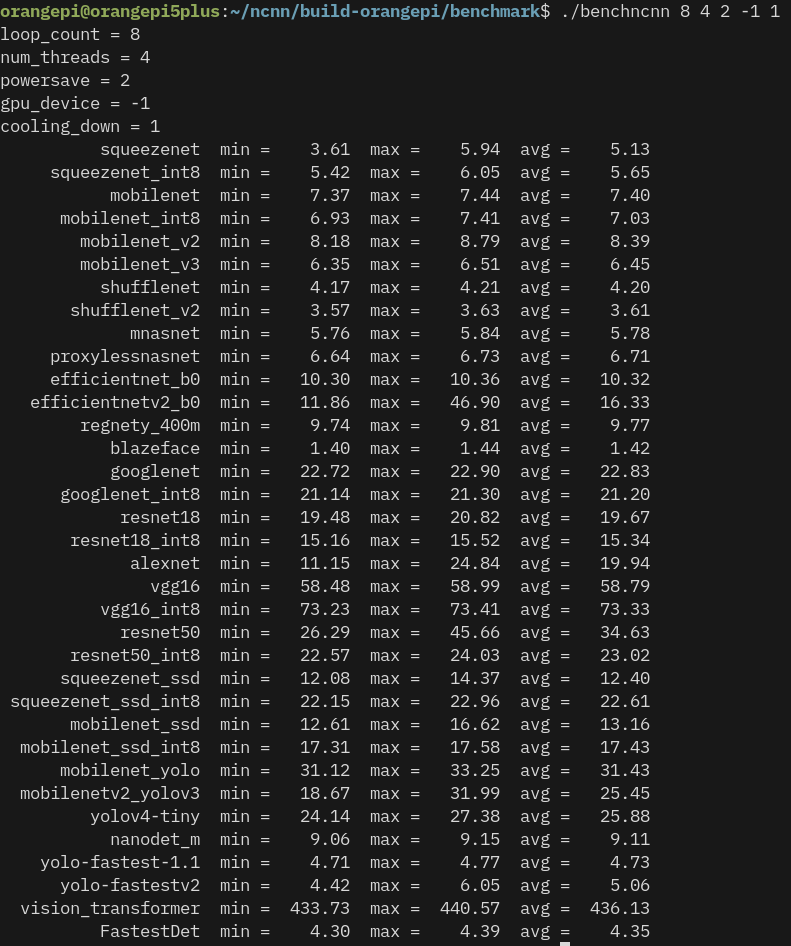 orangepi@orangepi5plus:~/ncnn/build-orangepi/benchmark$ ./benchncnn 8 4 2 -1 1
loop_count = 8
num_threads = 4
powersave = 2
gpu_device = -1
cooling_down = 1
squeezenet min = 3.61 max = 5.94 avg = 5.13
squeezenet_int8 min = 5.42 max = 6.05 avg = 5.65
mobilenet min = 7.37 max = 7.44 avg = 7.40
mobilenet_int8 min = 6.93 max = 7.41 avg = 7.03
mobilenet_v2 min = 8.18 max = 8.79 avg = 8.39
mobilenet_v3 min = 6.35 max = 6.51 avg = 6.45
shufflenet min = 4.17 max = 4.21 avg = 4.20
shufflenet_v2 min = 3.57 max = 3.63 avg = 3.61
mnasnet min = 5.76 max = 5.84 avg = 5.78
proxylessnasnet min = 6.64 max = 6.73 avg = 6.71
efficientnet_b0 min = 10.30 max = 10.36 avg = 10.32
efficientnetv2_b0 min = 11.86 max = 46.90 avg = 16.33
regnety_400m min = 9.74 max = 9.81 avg = 9.77
blazeface min = 1.40 max = 1.44 avg = 1.42
googlenet min = 22.72 max = 22.90 avg = 22.83
googlenet_int8 min = 21.14 max = 21.30 avg = 21.20
resnet18 min = 19.48 max = 20.82 avg = 19.67
resnet18_int8 min = 15.16 max = 15.52 avg = 15.34
alexnet min = 11.15 max = 24.84 avg = 19.94
vgg16 min = 58.48 max = 58.99 avg = 58.79
vgg16_int8 min = 73.23 max = 73.41 avg = 73.33
resnet50 min = 26.29 max = 45.66 avg = 34.63
resnet50_int8 min = 22.57 max = 24.03 avg = 23.02
squeezenet_ssd min = 12.08 max = 14.37 avg = 12.40
squeezenet_ssd_int8 min = 22.15 max = 22.96 avg = 22.61
mobilenet_ssd min = 12.61 max = 16.62 avg = 13.16
mobilenet_ssd_int8 min = 17.31 max = 17.58 avg = 17.43
mobilenet_yolo min = 31.12 max = 33.25 avg = 31.43
mobilenetv2_yolov3 min = 18.67 max = 31.99 avg = 25.45
yolov4-tiny min = 24.14 max = 27.38 avg = 25.88
nanodet_m min = 9.06 max = 9.15 avg = 9.11
yolo-fastest-1.1 min = 4.71 max = 4.77 avg = 4.73
yolo-fastestv2 min = 4.42 max = 6.05 avg = 5.06
vision_transformer min = 433.73 max = 440.57 avg = 436.13
FastestDet min = 4.30 max = 4.39 avg = 4.35